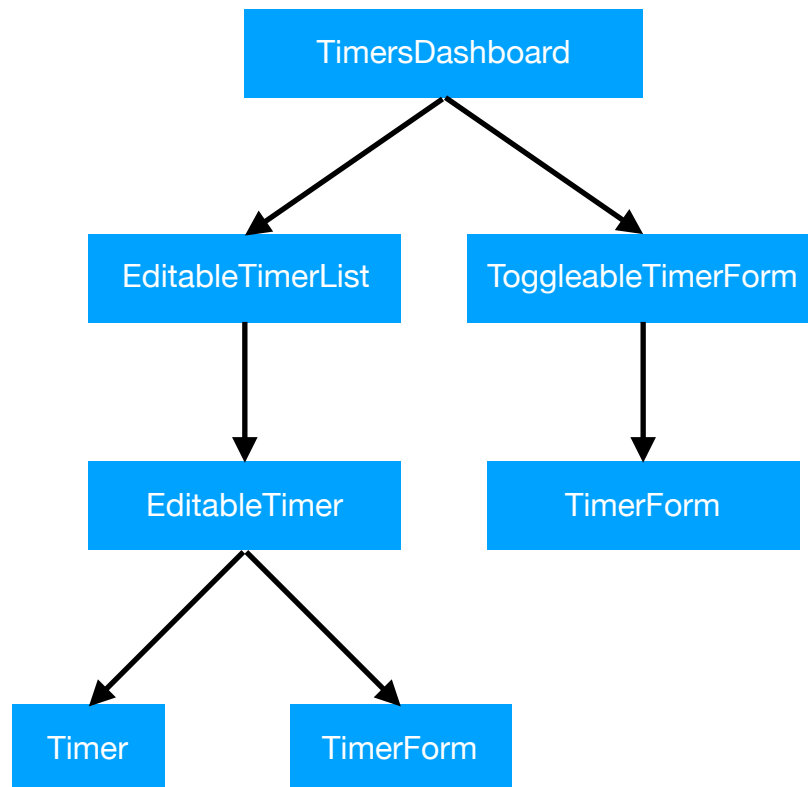 TimersDashboard
EditableTimerList
ToggleableTimerForm
EditableTimer
TimerForm
Timer
TimerForm